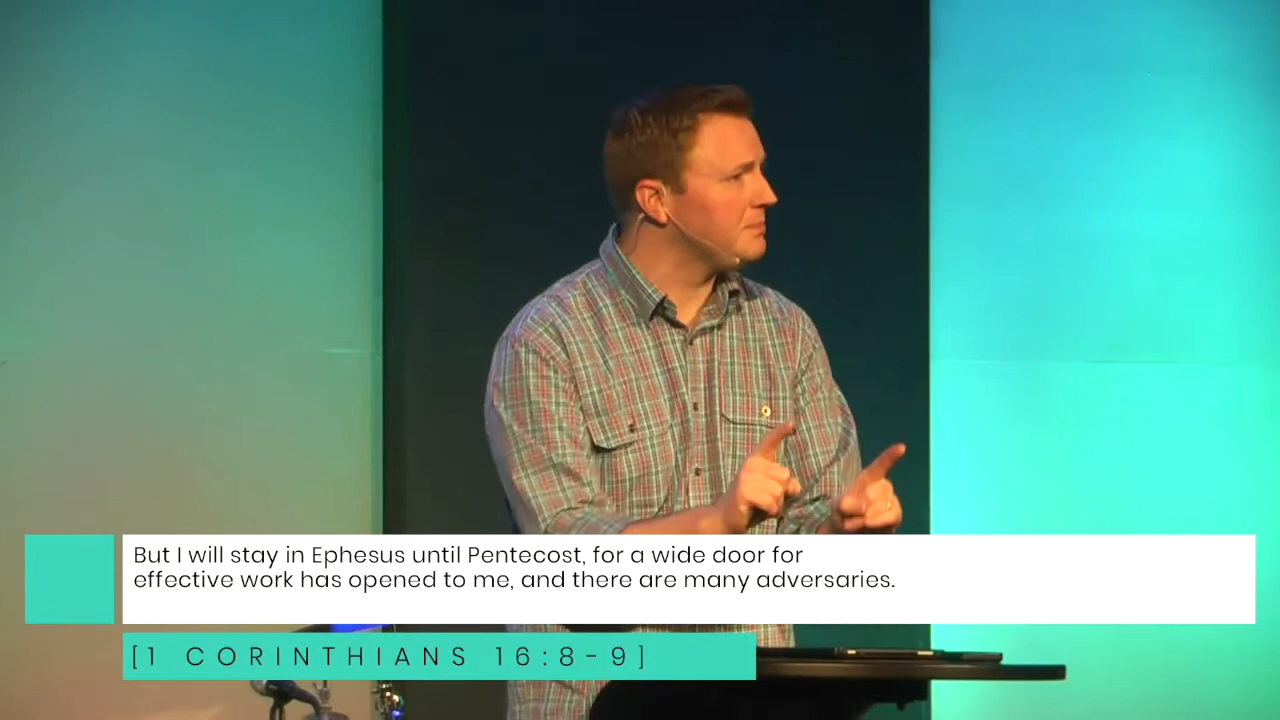 But I will stay in Ephesus until Pentecost, for a wide door for
effective work has opened to me, and there are many adversaries.
[1 CORINTHIANS 16:8-9]